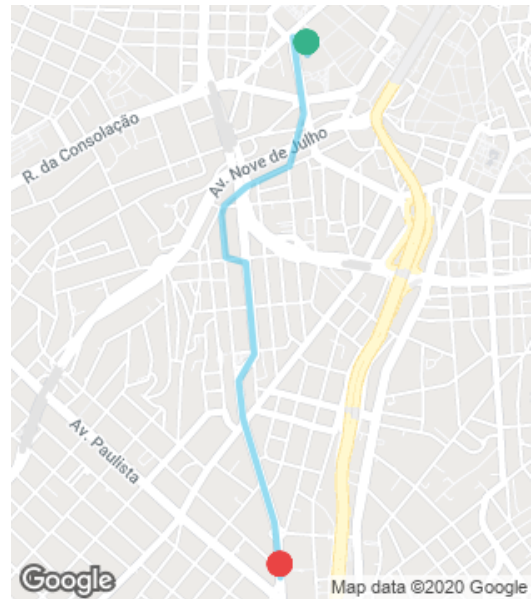 R. da Consolação
Av. Nove de Julho
Av. Paulista
Google
Map data ©2020 Google